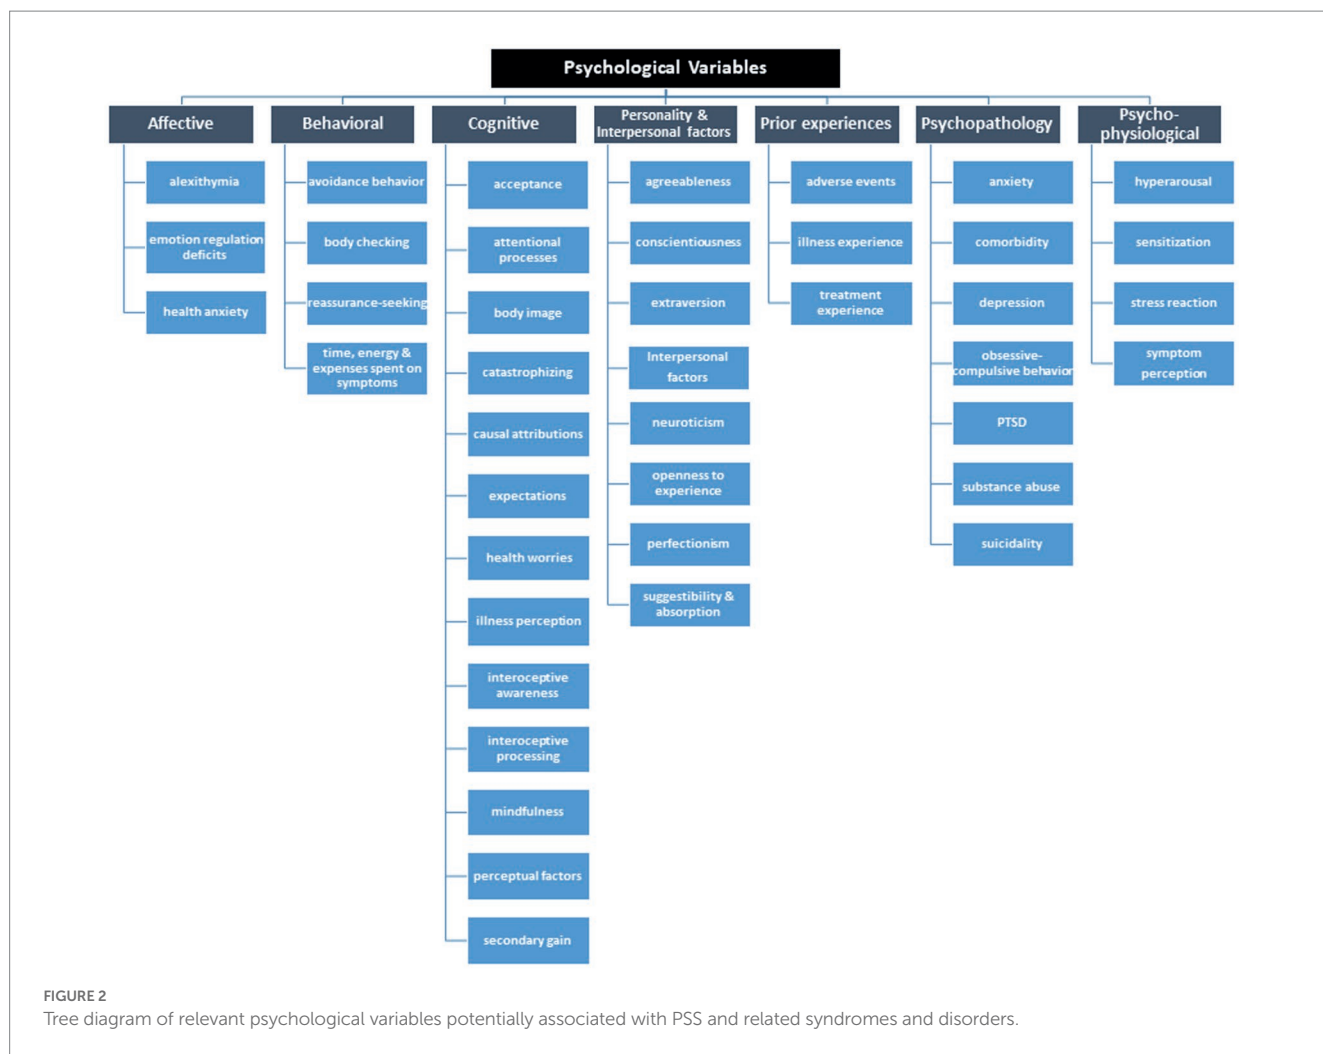 Psychological Variables
Affective
alexithymia
emotion regulation
deficits
health anxiety
Behavioral
avoidance behavior
body checking
reassurance-seeking
time, energy &
expenses spent on
symptoms
Cognitive
acceptance
attentional
processes
body image
catastrophizing
causal attributions
expectations
health worries
illness perception
interoceptive
awareness
interoceptive
processing
mindfulness
perceptual factors
secondary gain
Personality &
Interpersonal factors
agreeableness
conscientiousness
extraversion
Interpersonal
factors
neuroticism
openness to
experience
perfectionism
suggestibility &
absorption
Prior experiences
adverse events
illness experience
treatment
experience
Psychopathology
anxiety
comorbidity
depression
obsessive-
compulsive behavior
PTSD
substance abuse
suicidality
Psycho-
physiological
hyperarousal
sensitization
stress reaction
symptom
perception
FIGURE 2
Tree diagram of relevant psychological variables potentially associated with PSS and related syndromes and disorders.